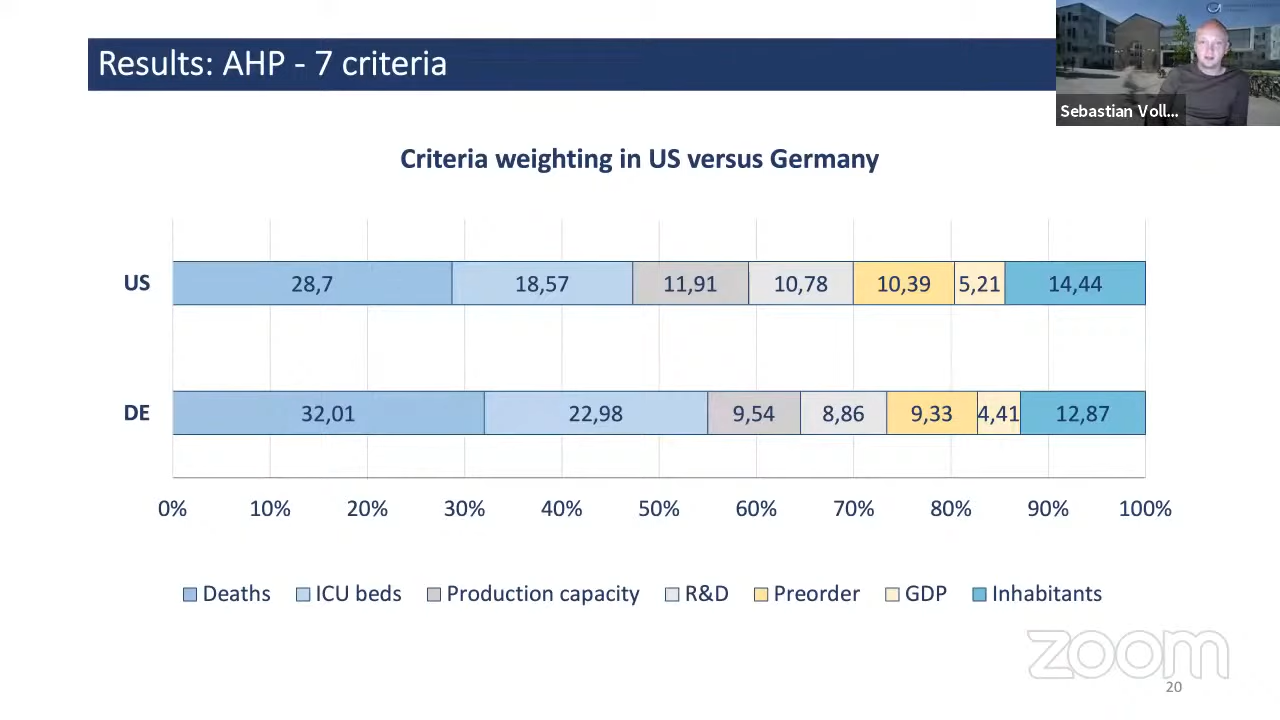 Results: AHP - 7 criteria
Sebastian Voll...
Criteria weighting in US versus Germany
US 28,7 18,57 11,91 10,78 10,39 5,21 14,44
DE 32,01 22,98 9,54 8,86 9,33 4,41 12,87
0% 10% 20% 30% 40% 50% 60% 70% 80% 90% 100%
Deaths ICU beds Production capacity R&D Preorder GDP Inhabitants
zoom
20